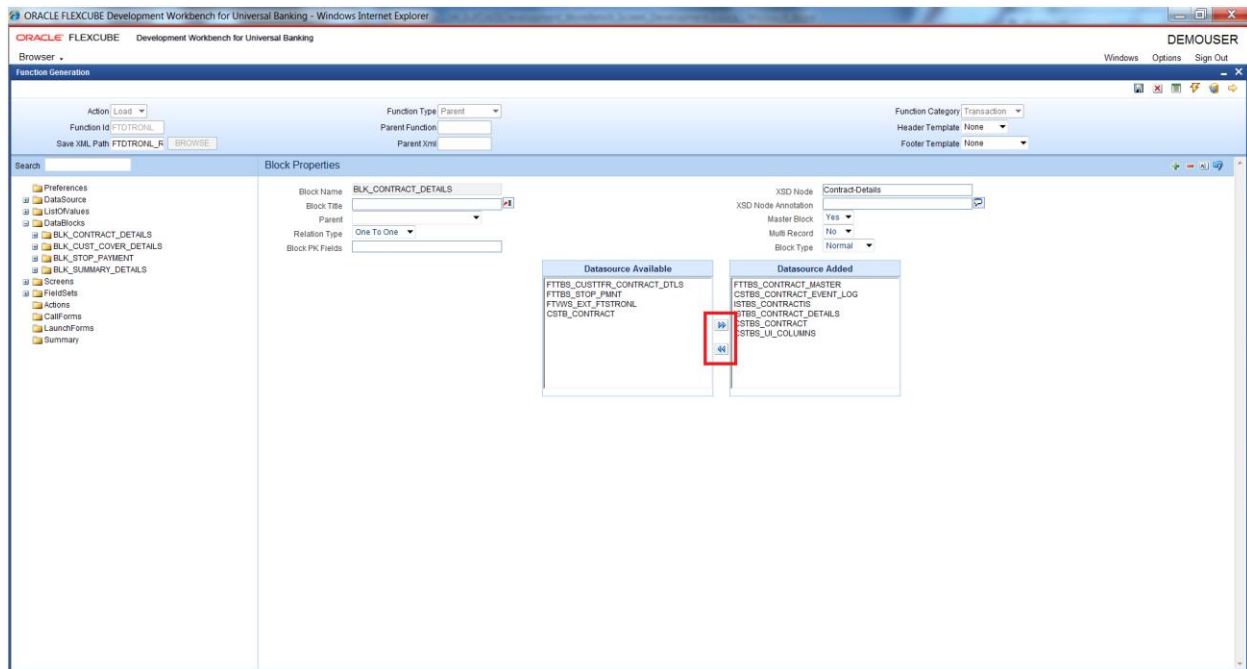 ORACLE FLEXCUBE Development Workbench for Universal Banking - Windows Internet Explorer
ORACLE FLEXCUBE Development Workbench for Universal Banking
DEMOUSER
Browser
Windows Options Sign Out
Function Generation
Action Load
Function Type Parent
Function Category Transaction
Function Id FTDTRONL
Parent Function
Header Template None
Save XML Path FTDTRONL_R BROWSE
Parent Xml
Footer Template None
Search
Block Properties
Preferences
DataSource
ListOfValues
DataBlocks
BLK_CONTRACT_DETAILS
BLK_CUST_COVER_DETAILS
BLK_STOP_PAYMENT
BLK_SUMMARY_DETAILS
Screens
FieldSets
Actions
CallForms
LaunchForms
Summary
Block Name BLK_CONTRACT_DETAILS
Block Title
Parent
Relation Type One To One
Block PK Fields
XSD Node Contract-Details
XSD Node Annotation
Master Block Yes
Multi Record No
Block Type Normal
Datasource Available
FTTBS_CUSTTFR_CONTRACT_DTLS
FTTBS_STOP_PMNT
FTVWS_EXT_FTSTRONL
CSTB_CONTRACT
Datasource Added
FTTBS_CONTRACT_MASTER
CSTBS_CONTRACT_EVENT_LOG
ISTBS_CONTRACTIS
ISTBS_CONTRACT_DETAILS
CSTBS_CONTRACT
CSTBS_UI_COLUMNS